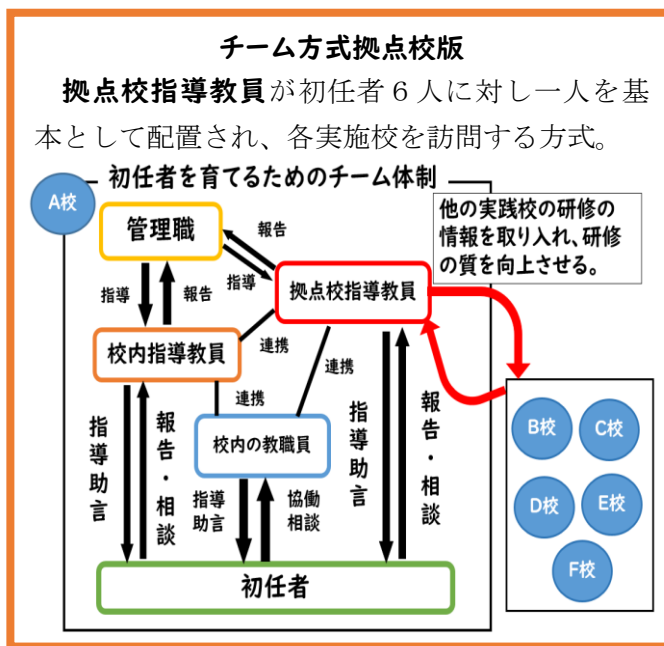 チーム方式拠点校版
拠点校指導教員が初任者６人に対し一人を基
本として配置され、各実施校を訪問する方式。
初任者を育てるためのチーム体制
A校
管理職
報告
指導
他の実践校の研修の
情報を取り入れ、研修
の質を向上させる。
拠点校指導教員
指導
報告
校内指導教員
連携
連携
連携
校内の教職員
指導助言
報告・相談
指導
助言
協働
相談
指導助言
報告・相談
初任者
B校
C校
D校
E校
F校